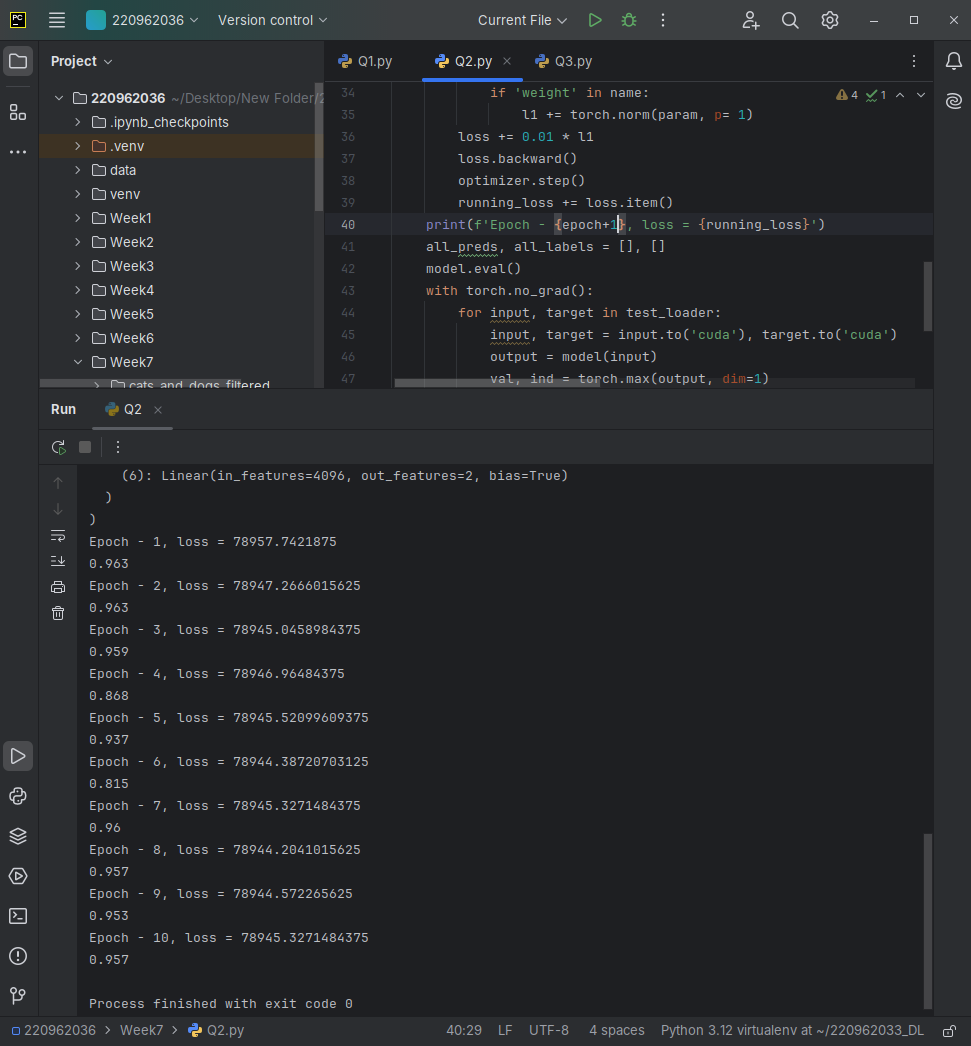 PC
220962036
Version control
Current File
Project
Q1.py
Q2.py
Q3.py
220962036 ~/Desktop/New Folder/2
.ipynb_checkpoints
.venv
data
venv
Week1
Week2
Week3
Week4
Week5
Week6
Week7
cats_and_dogs_filtered
4 1
34 if 'weight' in name:
35 l1 += torch.norm(param, p= 1)
36 loss += 0.01 * l1
37 loss.backward()
38 optimizer.step()
39 running_loss += loss.item()
40 print(f'Epoch - {epoch+1}, loss = {running_loss}')
41 all_preds, all_labels = [], []
42 model.eval()
43 with torch.no_grad():
44 for input, target in test_loader:
45 input, target = input.to('cuda'), target.to('cuda')
46 output = model(input)
47 val, ind = torch.max(output, dim=1)
Run
Q2
(6): Linear(in_features=4096, out_features=2, bias=True)
)
)
Epoch - 1, loss = 78957.7421875
0.963
Epoch - 2, loss = 78947.2666015625
0.963
Epoch - 3, loss = 78945.0458984375
0.959
Epoch - 4, loss = 78946.96484375
0.868
Epoch - 5, loss = 78945.52099609375
0.937
Epoch - 6, loss = 78944.38720703125
0.815
Epoch - 7, loss = 78945.3271484375
0.96
Epoch - 8, loss = 78944.2041015625
0.957
Epoch - 9, loss = 78944.572265625
0.953
Epoch - 10, loss = 78945.3271484375
0.957
Process finished with exit code 0
220962036 > Week7 > Q2.py
40:29 LF UTF-8 4 spaces Python 3.12 virtualenv at ~/220962033_DL